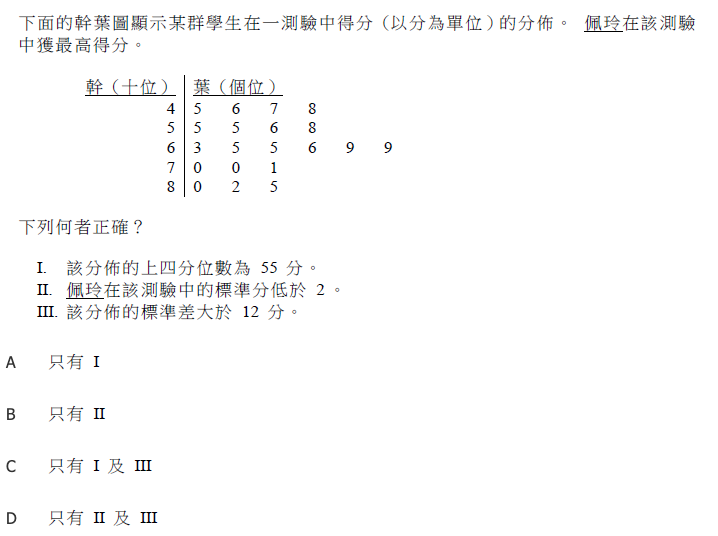 下面的幹葉圖顯示某群學生在一測驗中得分（以分為單位）的分佈。 佩玲在該測驗
中獲最高得分。
幹（十位） 葉（個位）
4 5 6 7 8
5 5 5 6 8
6 3 5 5 6 9 9
7 0 0 1
8 0 2 5
下列何者正確？
I. 該分佈的上四分位數為 55 分。
II. 佩玲在該測驗中的標準分低於 2。
III. 該分佈的標準差大於 12 分。
A 只有 I
B 只有 II
C 只有 I 及 III
D 只有 II 及 III